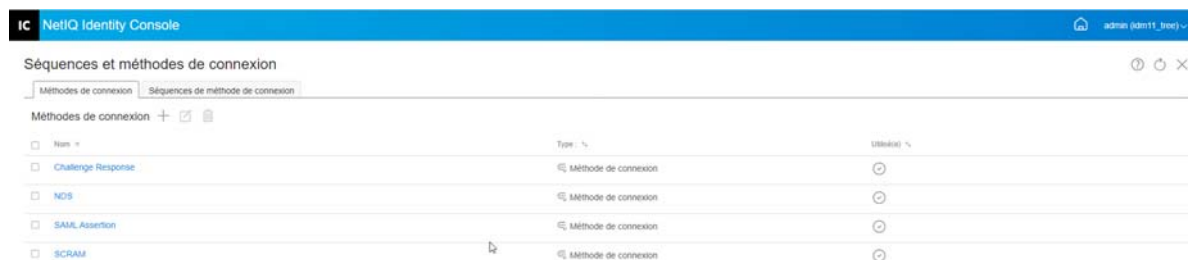 IC NetIQ Identity Console admin (idm11_tree)
Séquences et méthodes de connexion
Méthodes de connexion Séquences de méthode de connexion
Méthodes de connexion
Nom Type : Utilisé(e)
Challenge Response Méthode de connexion
NDS Méthode de connexion
SAML Assertion Méthode de connexion
SCRAM Méthode de connexion